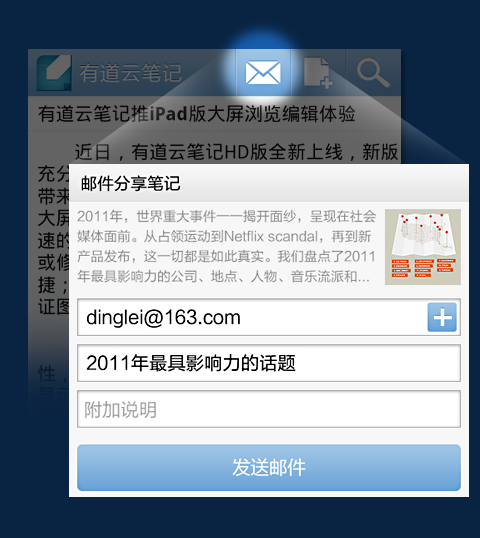 有道云笔记
有道云笔记推iPad版大屏浏览编辑体验
近日，有道云笔记HD版全新上线，新版
充分
带来
大屏
速的
或修
捷；
证图
性，
邮件分享笔记
2011年，世界重大事件一一揭开面纱，呈现在社会
媒体面前。从占领运动到Netflix scandal，再到新
产品发布，这一切都是如此真实。我们盘点了2011
年最具影响力的公司、地点、人物、音乐流派和...
dinglei@163.com
2011年最具影响力的话题
附加说明
发送邮件